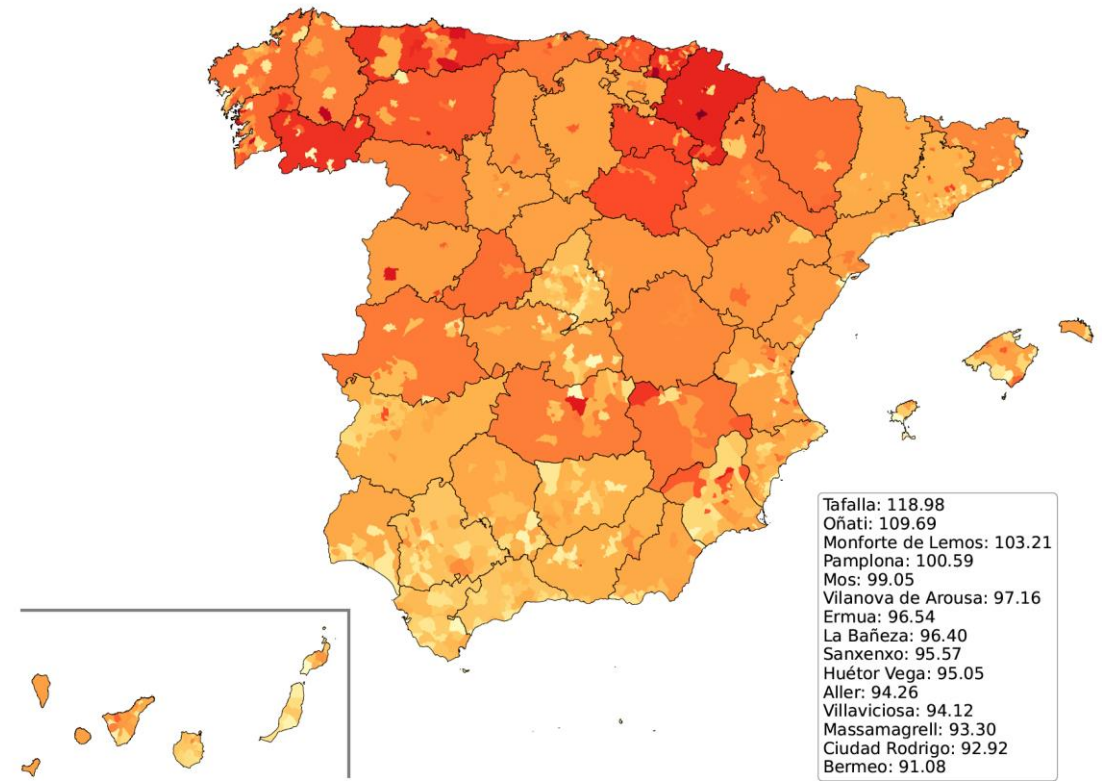 Tafalla: 118.98
Oñati: 109.69
Monforte de Lemos: 103.21
Pamplona: 100.59
Mos: 99.05
Vilanova de Arousa: 97.16
Ermua: 96.54
La Bañeza: 96.40
Sanxenxo: 95.57
Huétor Vega: 95.05
Aller: 94.26
Villaviciosa: 94.12
Massamagrell: 93.30
Ciudad Rodrigo: 92.92
Bermeo: 91.08